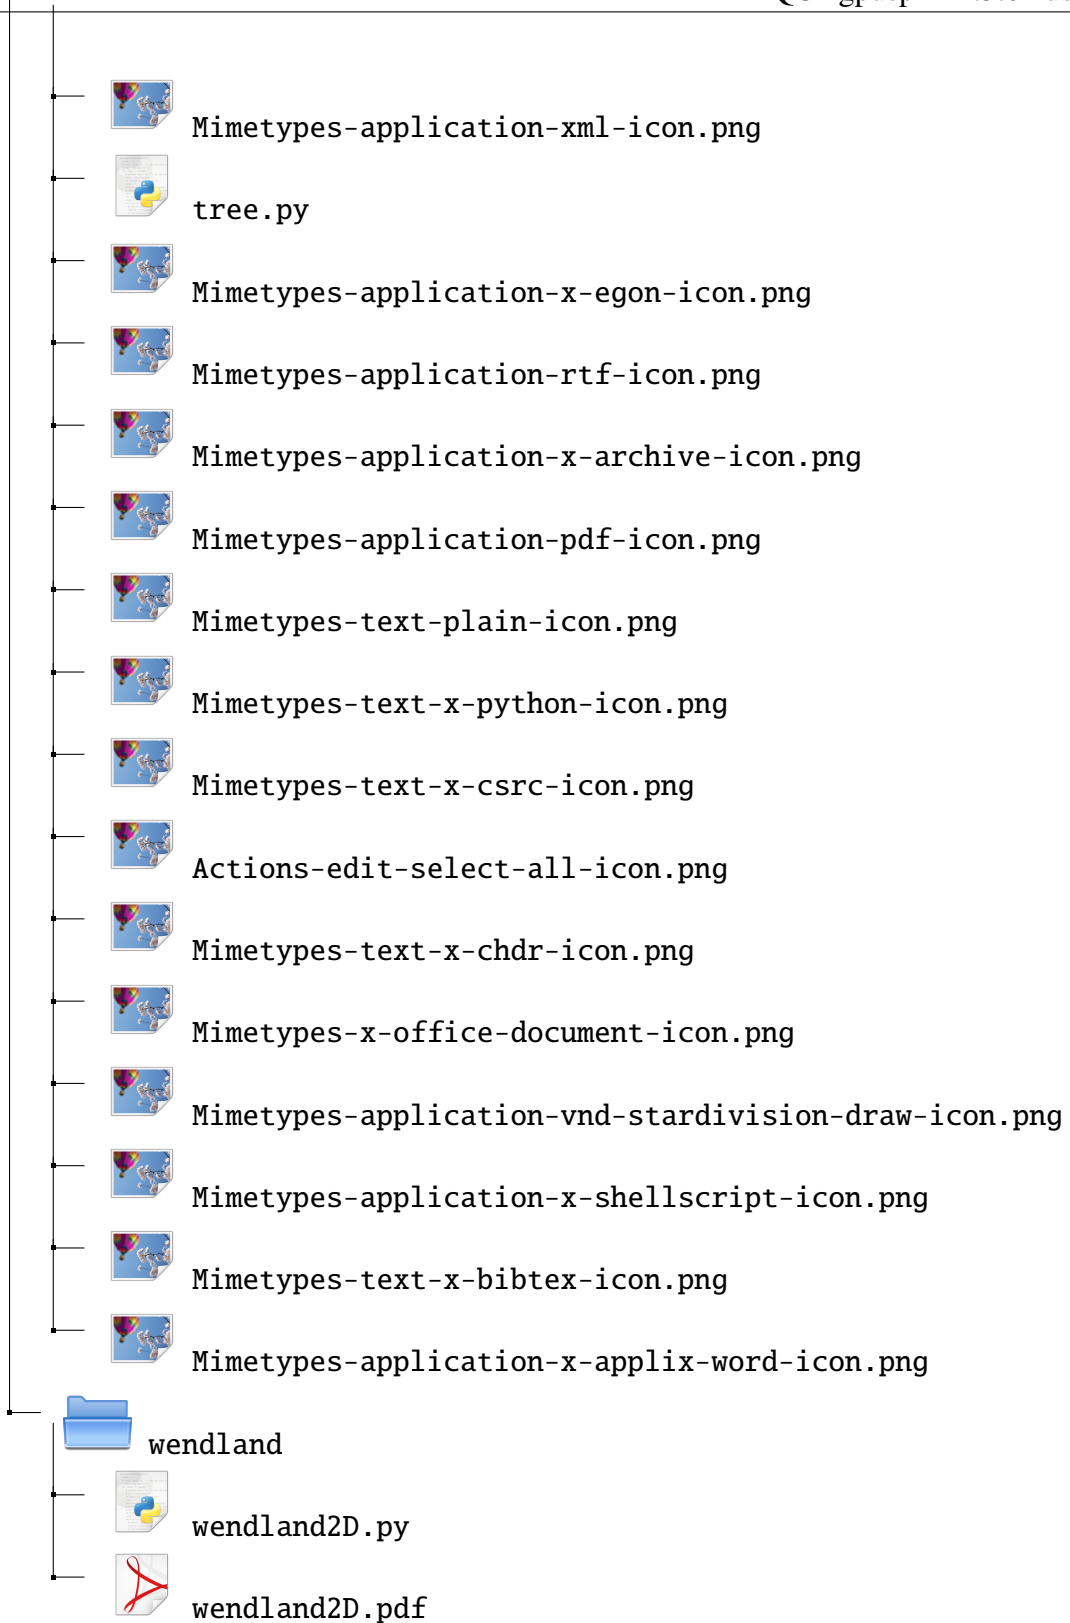 Mimetypes-application-xml-icon.png
tree.py
Mimetypes-application-x-egon-icon.png
Mimetypes-application-rtf-icon.png
Mimetypes-application-x-archive-icon.png
Mimetypes-application-pdf-icon.png
Mimetypes-text-plain-icon.png
Mimetypes-text-x-python-icon.png
Mimetypes-text-x-csrc-icon.png
Actions-edit-select-all-icon.png
Mimetypes-text-x-chdr-icon.png
Mimetypes-x-office-document-icon.png
Mimetypes-application-vnd-stardivision-draw-icon.png
Mimetypes-application-x-shellscript-icon.png
Mimetypes-text-x-bibtex-icon.png
Mimetypes-application-x-applix-word-icon.png
wendland
wendland2D.py
wendland2D.pdf